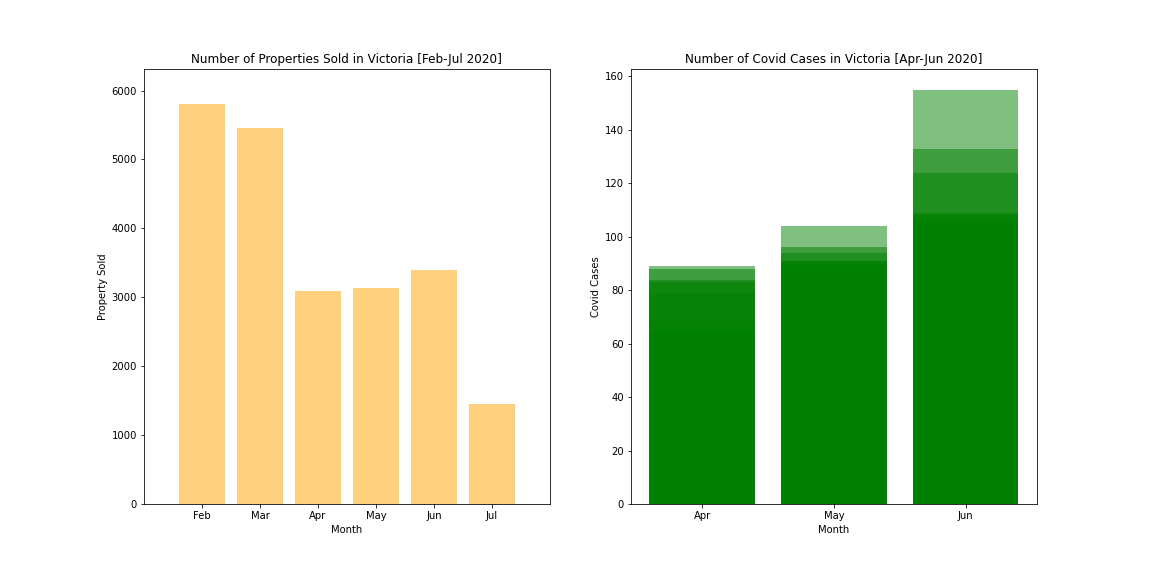 Number of Properties Sold in Victoria [Feb-Jul 2020]
6000
5000
4000
3000
2000
1000
0
Property Sold
Feb Mar Apr May Jun Jul
Month
Number of Covid Cases in Victoria [Apr-Jun 2020]
160
140
120
100
80
60
40
20
0
Covid Cases
Apr May Jun
Month